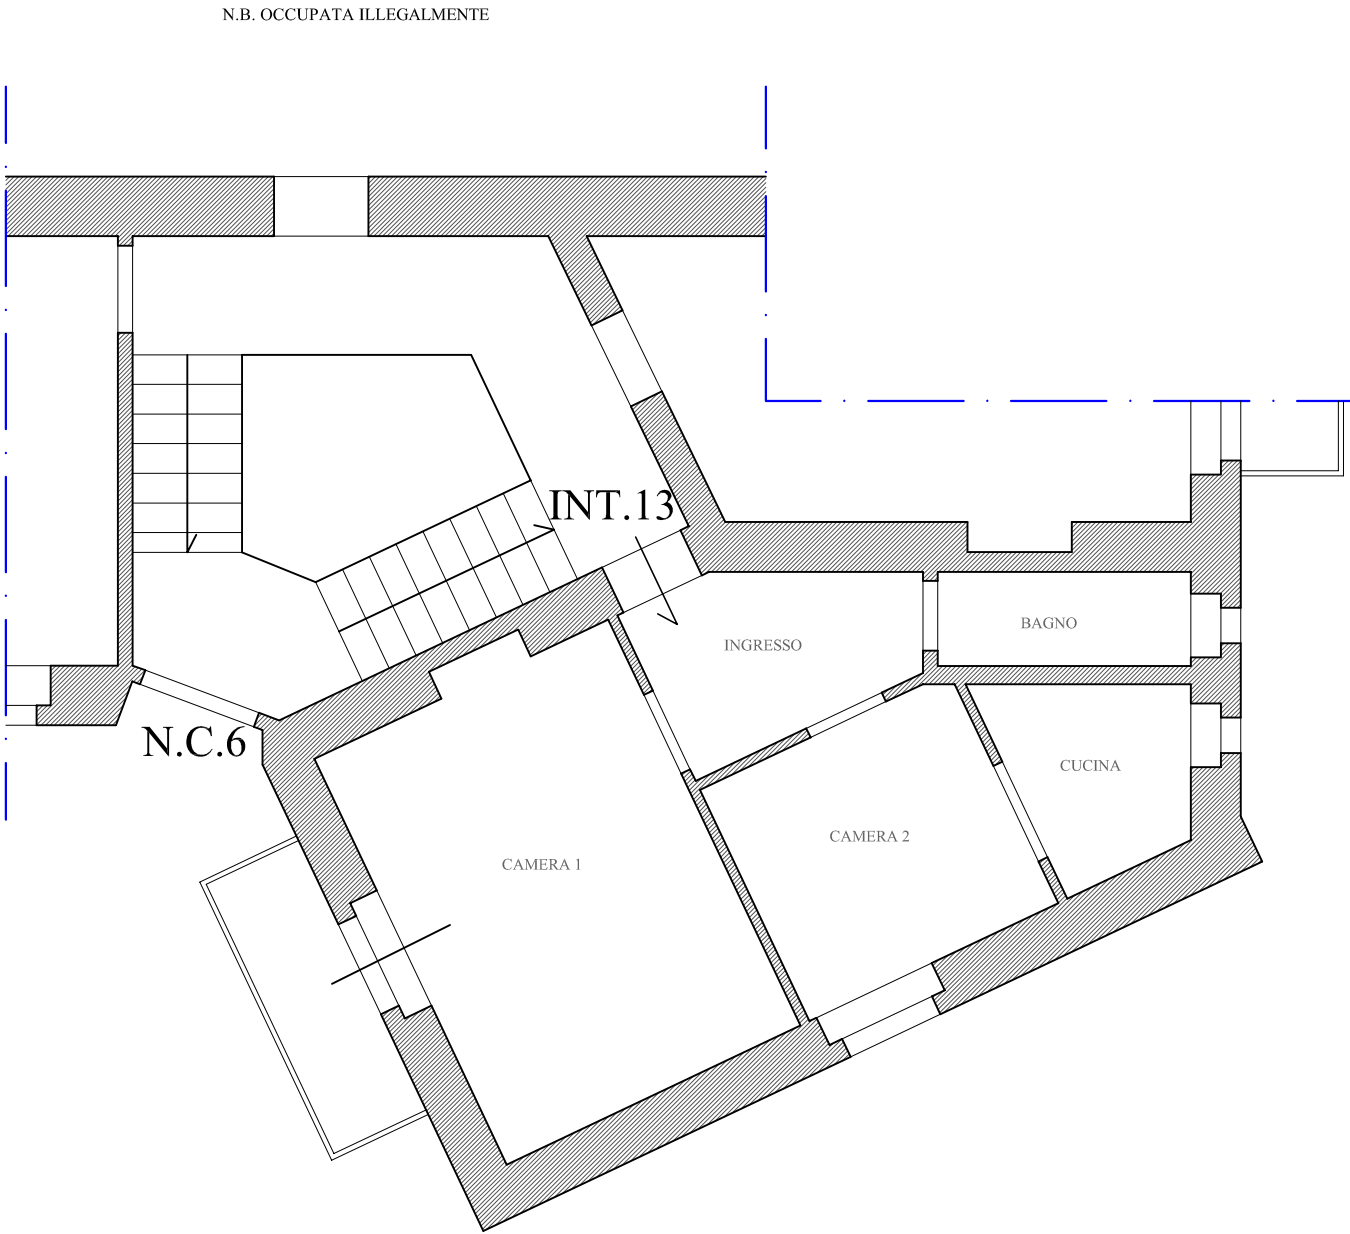 N.B. OCCUPATA ILLEGALMENTE
INT.13
BAGNO
INGRESSO
N.C.6
CUCINA
CAMERA 2
CAMERA 1